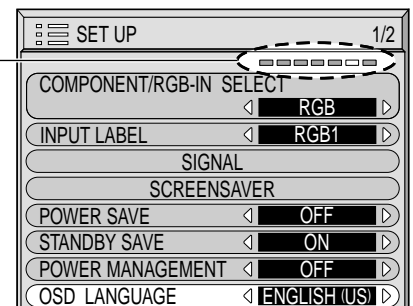 SET UP 1/2
COMPONENT/RGB-IN SELECT
RGB
INPUT LABEL RGB1
SIGNAL
SCREENSAVER
POWER SAVE OFF
STANDBY SAVE ON
POWER MANAGEMENT OFF
OSD LANGUAGE ENGLISH (US)